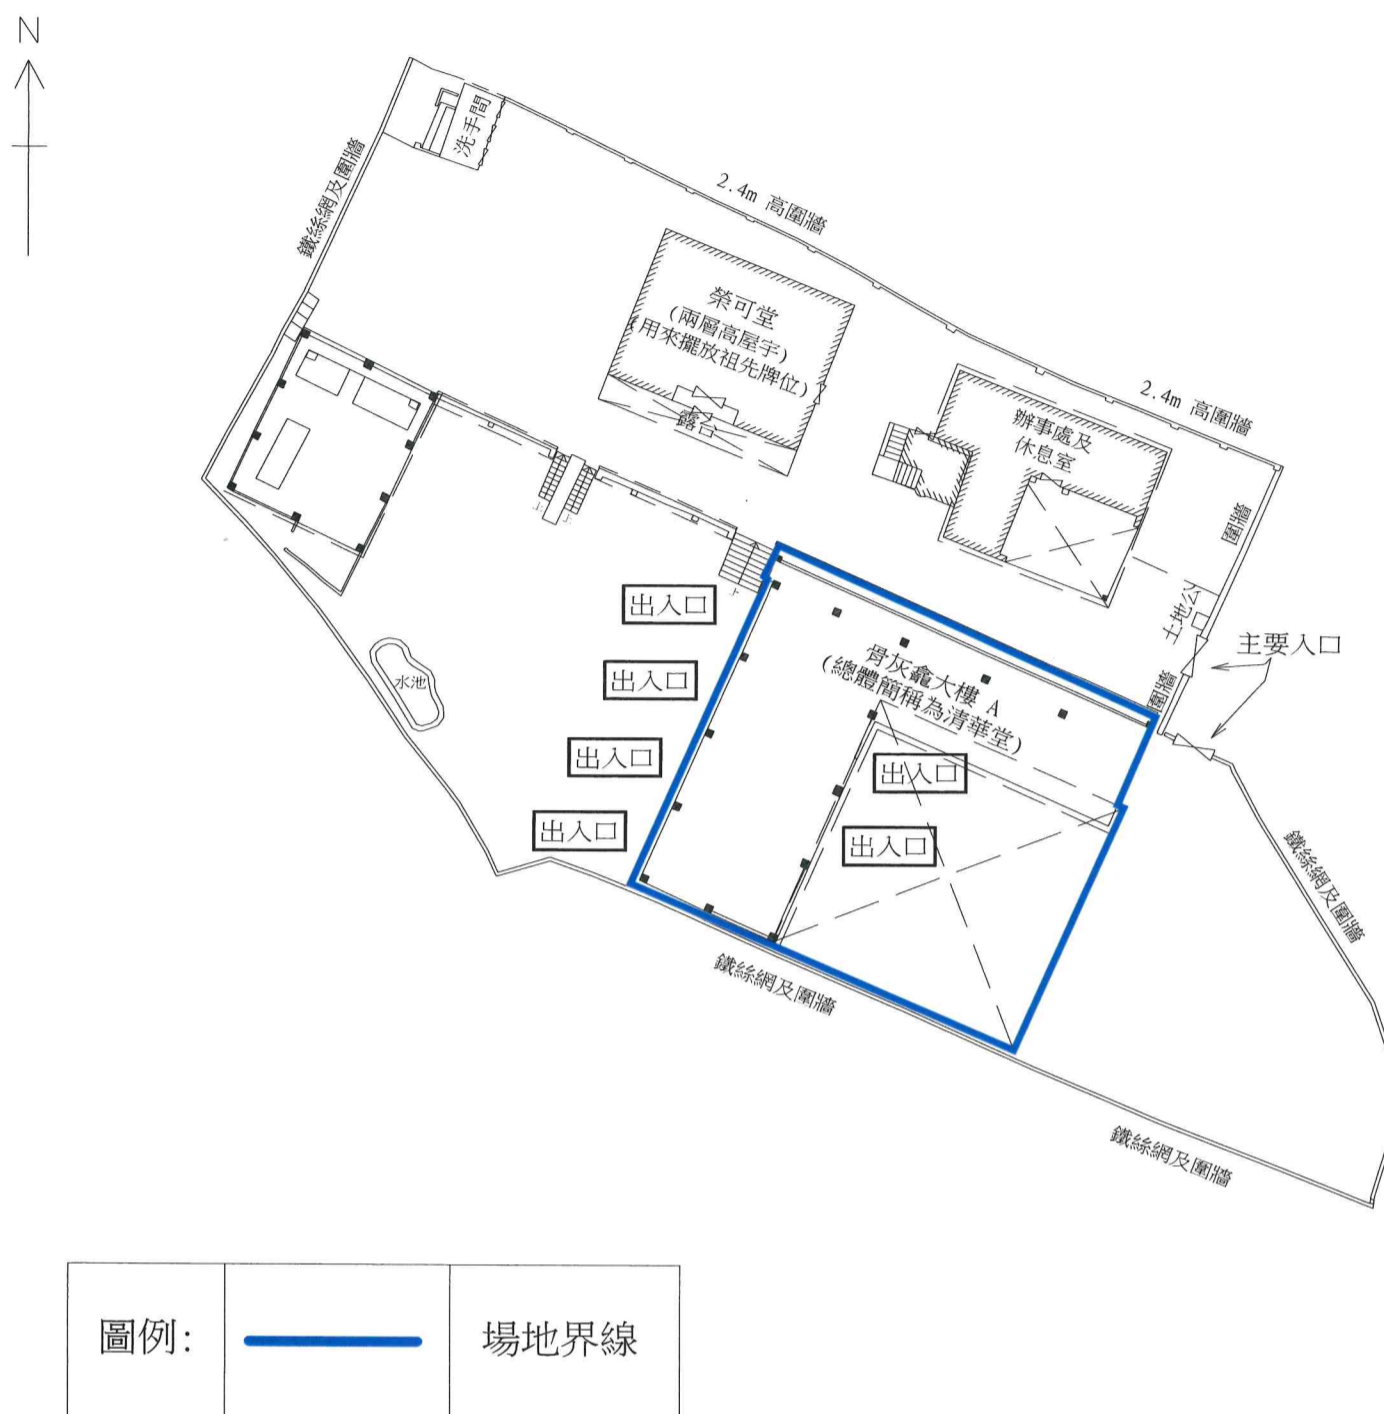 N
洗手間
鐵絲網及圍牆
2.4m 高圍牆
榮可堂
(兩層高屋宇)
(用來擺放祖先牌位)
露台
2.4m 高圍牆
辦事處及
休息室
圍牆
上
上
上
土地公
主要入口
圍牆
出入口
出入口
出入口
出入口
水池
骨灰龕大樓 A
(總體簡稱為清華堂)
出入口
出入口
鐵絲網及圍牆
鐵絲網及圍牆
鐵絲網及圍牆
圖例:
場地界線